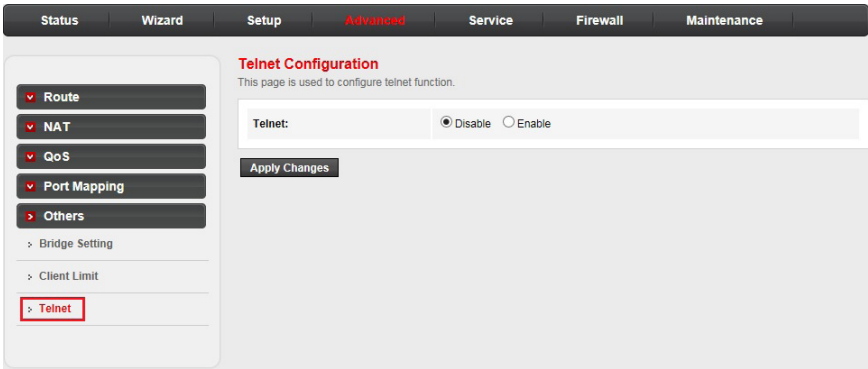 Status Wizard Setup Advanced Service Firewall Maintenance
Route
NAT
QoS
Port Mapping
Others
Bridge Setting
Client Limit
Telnet
Telnet Configuration
This page is used to configure telnet function.
Telnet: Disable Enable
Apply Changes